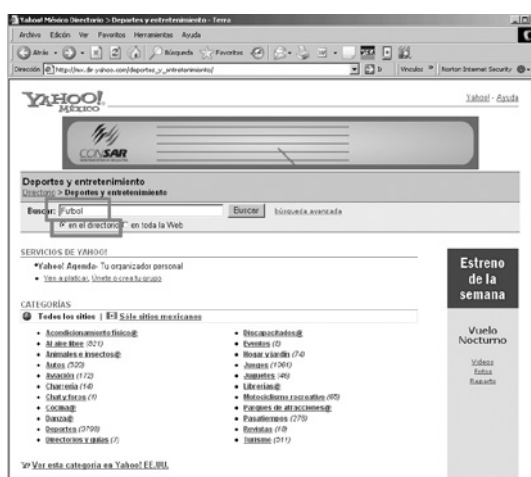 Yahoo! México Directorio > Deportes y entretenimiento - Terra
Archivo Edición Ver Favoritos Herramientas Ayuda
Atrás Búsqueda Favoritos
Dirección http://mx.dir.yahoo.com/deportes_y_entretenimiento/ Ir Vínculos Norton Internet Security
YAHOO! México
Yahoo! - Ayuda
CONSAR
Deportes y entretenimiento
Directorio > Deportes y entretenimiento
Buscar: Futbol Buscar búsqueda avanzada
en el directorio en toda la Web
SERVICIOS DE YAHOO!
Yahoo! Agenda- Tu organizador personal
Ven a platicar, Únete o crea tu grupo
CATEGORÍAS
Todos los sitios | Sólo sitios mexicanos
Acondicionamiento físico@
Al aire libre (821)
Animales e insectos@
Autos (520)
Aviación (172)
Charrería (14)
Chat y foros (1)
Cocina@
Danza@
Deportes (3798)
Directorios y guías (7)
Discapacitados@
Eventos (8)
Hogar y jardín (74)
Juegos (1061)
Juguetes (46)
Librerías@
Motociclismo recreativo (65)
Parques de atracciones@
Pasatiempos (278)
Revistas (18)
Turismo (311)
Ver esta categoría en Yahoo! EE.UU.
Estreno
de la
semana
Vuelo
Nocturno
Videos
Fotos
Reparto